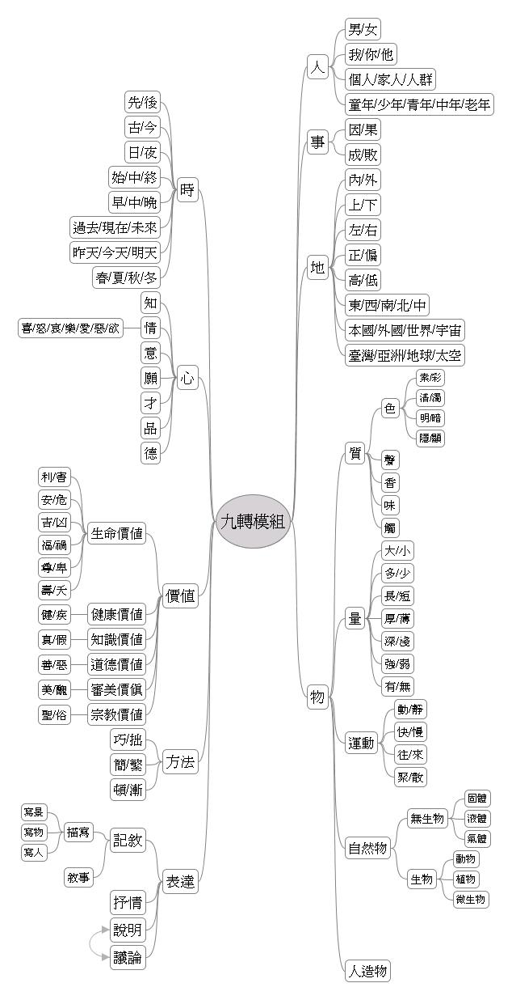 九轉模組
人
男/女
我/你/他
個人/家人/人群
童年/少年/青年/中年/老年
事
因/果
成/敗
地
內/外
上/下
左/右
正/偏
高/低
東/西/南/北/中
本國/外國/世界/宇宙
臺灣/亞洲/地球/太空
物
質
色
素/彩
清/濁
明/暗
隱/顯
聲
香
味
觸
量
大/小
多/少
長/短
厚/薄
深/淺
強/弱
有/無
運動
動/靜
快/慢
往/來
聚/散
自然物
無生物
固體
液體
氣體
生物
動物
植物
微生物
人造物
時
先/後
古/今
日/夜
始/中/終
早/中/晚
過去/現在/未來
昨天/今天/明天
春/夏/秋/冬
心
知
情
喜/怒/哀/樂/愛/惡/欲
意
願
才
品
德
價值
生命價值
利/害
安/危
吉/凶
福/禍
尊/卑
壽/夭
健康價值
健/疾
知識價值
真/假
道德價值
善/惡
審美價值
美/醜
宗教價值
聖/俗
方法
巧/拙
簡/繁
頓/漸
表達
記敘
描寫
寫景
寫物
寫人
敘事
抒情
說明
議論